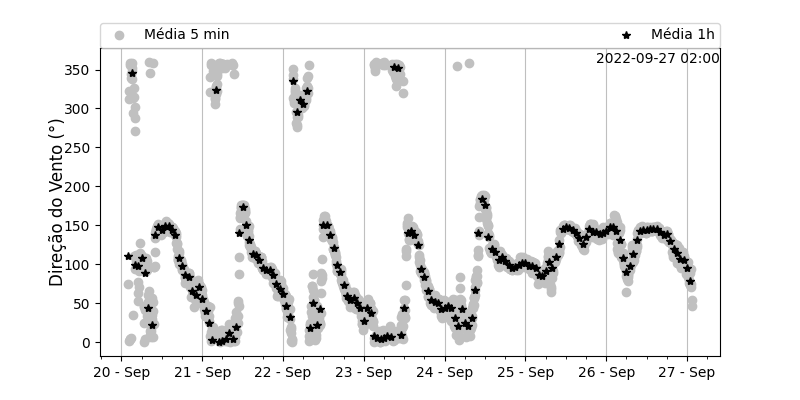 Média 5 min
Média 1h
2022-09-27 02:00
Direção do Vento (°)
350
300
250
200
150
100
50
0
20 - Sep
21 - Sep
22 - Sep
23 - Sep
24 - Sep
25 - Sep
26 - Sep
27 - Sep